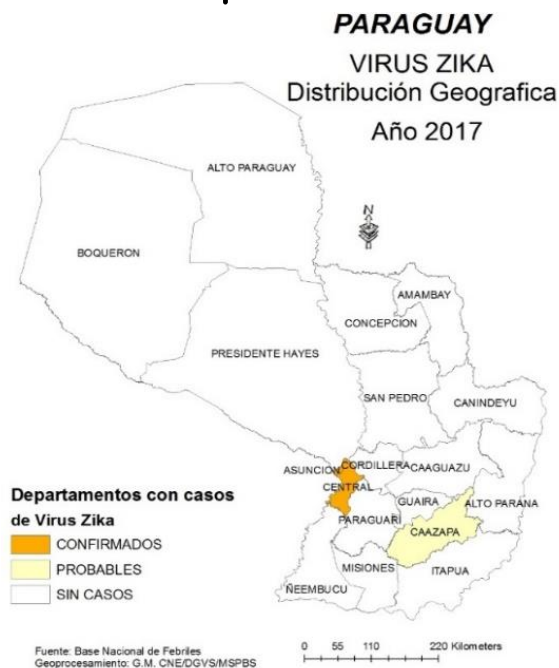 PARAGUAY
VIRUS ZIKA
Distribución Geografica
Año 2017
N
ALTO PARAGUAY
BOQUERON
AMAMBAY
CONCEPCION
PRESIDENTE HAYES
SAN PEDRO
CANINDEYU
ASUNCION
CORDILLERA
CAAGUAZU
CENTRAL
GUAIRA
ALTO PARANA
PARAGUARÍ
CAAZAPA
MISIONES
ITAPUA
ÑEEMBUCU
Departamentos con casos
de Virus Zika
CONFIRMADOS
PROBABLES
SIN CASOS
0 55 110 220 Kilometers
Fuente: Base Nacional de Febriles
Geoprocesamiento: G.M. CNE/DGVS/MSPBS